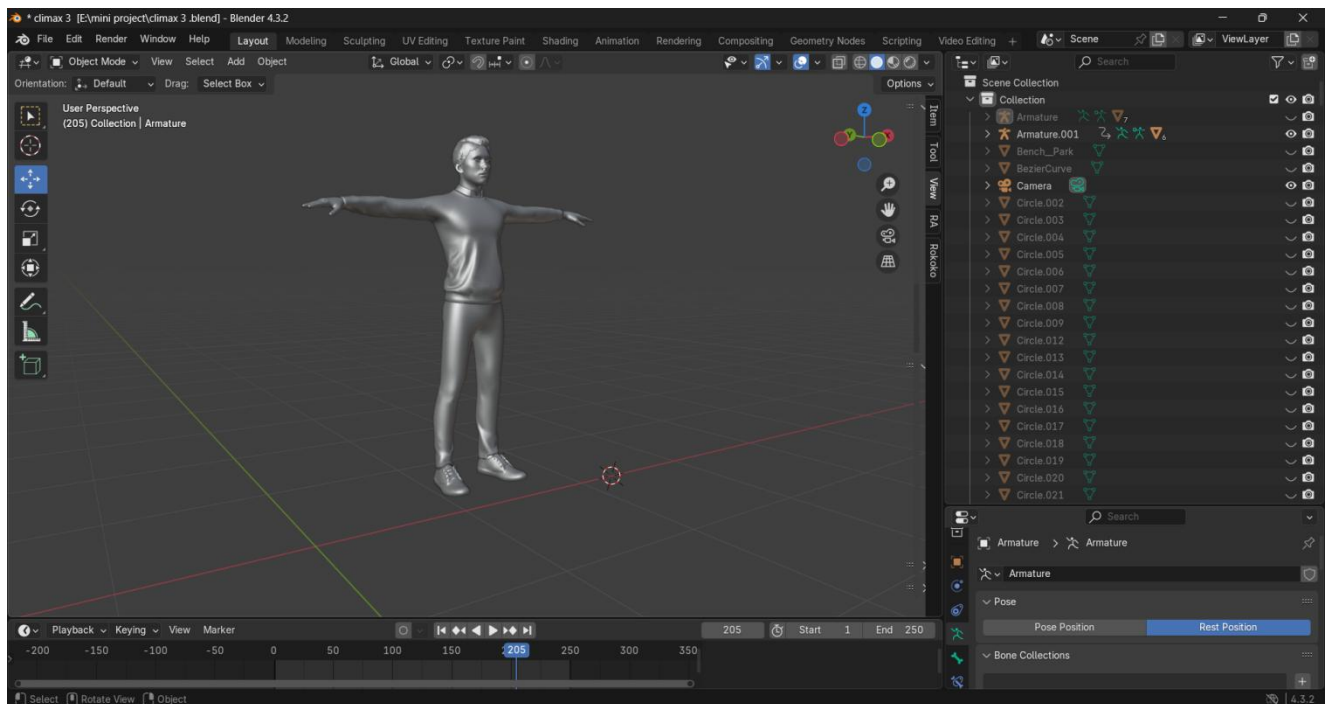 * climax 3 [E:\mini project\climax 3 .blend] - Blender 4.3.2
File Edit Render Window Help Layout Modeling Sculpting UV Editing Texture Paint Shading Animation Rendering Compositing Geometry Nodes Scripting Video Editing + Scene ViewLayer
Object Mode View Select Add Object Global Search
Orientation: Default Drag: Select Box Options
User Perspective
(205) Collection | Armature
Z
Y
X
Item
Tool
View
RA
Rokoko
Scene Collection
Collection
Armature 7
Armature.001 6
Bench_Park
BezierCurve
Camera
Circle.002
Circle.003
Circle.004
Circle.005
Circle.006
Circle.007
Circle.008
Circle.009
Circle.012
Circle.013
Circle.014
Circle.015
Circle.016
Circle.017
Circle.018
Circle.019
Circle.020
Circle.021
Search
Armature > Armature
Armature
Pose
Pose Position Rest Position
Bone Collections
Playback Keying View Marker 205 Start 1 End 250
-200 -150 -100 -50 0 50 100 150 205 250 300 350
Select Rotate View Object 4.3.2